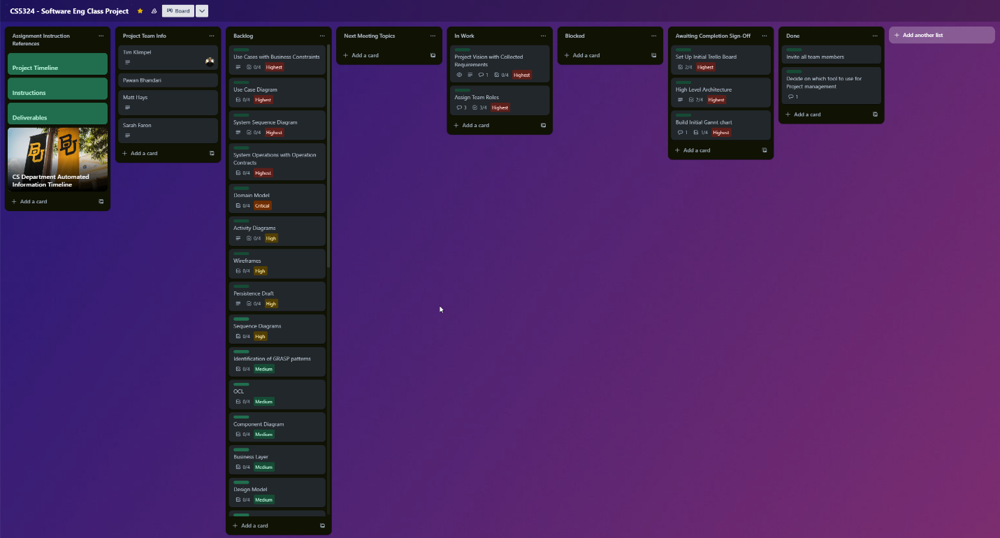 CS5324 - Software Eng Class Project
Board
Assignment Instruction
References
Project Timeline
Instructions
Deliverables
BU
BU
CS Department Automated
Information Timeline
Add a card
Project Team Info
Tim Klimpel
Pawan Bhandari
Matt Hays
Sarah Faron
Add a card
Backlog
Use Cases with Business Constraints
0/4 Highest
Use Case Diagram
0/4 Highest
System Sequence Diagram
0/4 Highest
System Operations with Operation
Contracts
0/4 Highest
Domain Model
0/4 Critical
Activity Diagrams
0/4 High
Wireframes
0/4 High
Persistence Draft
0/4 High
Sequence Diagrams
0/4 High
Identification of GRASP patterns
0/4 Medium
OCL
0/4 Medium
Component Diagram
0/4 Medium
Business Layer
0/4 Medium
Design Model
0/4 Medium
Add a card
Next Meeting Topics
Add a card
In Work
Project Vision with Collected
Requirements
1 0/4 Highest
Assign Team Roles
3 3/4 Highest
Add a card
Blocked
Add a card
Awaiting Completion Sign-Off
Set Up Initial Trello Board
2/4 Highest
High Level Architecture
2/4 Highest
Build Initial Gannt chart
1 1/4 Highest
Add a card
Done
Invite all team members
Decide on which tool to use for
Project management
1
Add a card
Add another list